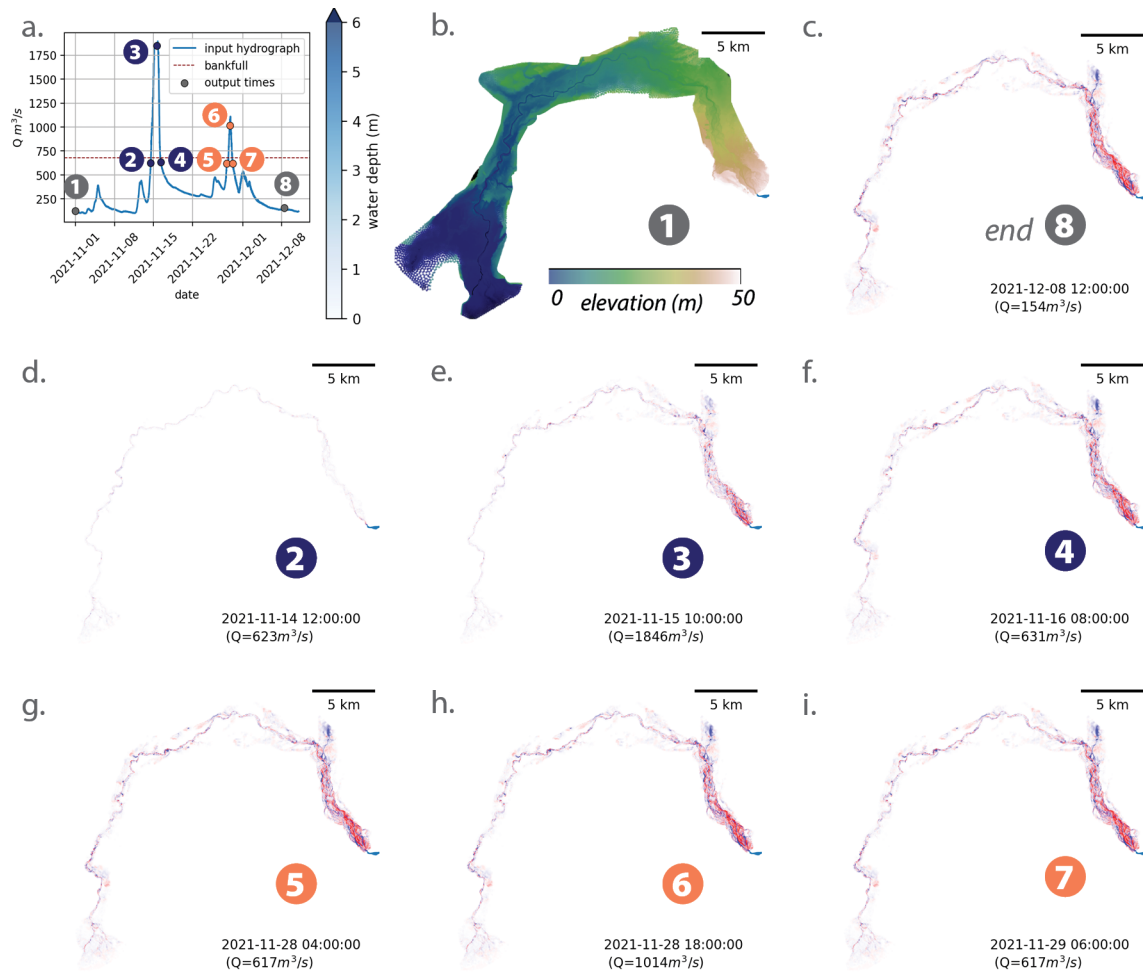 a.
1750
1500
1250
1000
750
500
250
Q m³/s
input hydrograph
bankfull
output times
3
6
2
4
5
7
1
8
2021-11-01
2021-11-08
2021-11-15
2021-11-22
2021-12-01
2021-12-08
date
6
5
4
3
2
1
0
water depth (m)
b.
5 km
1
0
50
elevation (m)
c.
5 km
end 8
2021-12-08 12:00:00
(Q=154m³/s)
d.
5 km
2
2021-11-14 12:00:00
(Q=623m³/s)
e.
5 km
3
2021-11-15 10:00:00
(Q=1846m³/s)
f.
5 km
4
2021-11-16 08:00:00
(Q=631m³/s)
g.
5 km
5
2021-11-28 04:00:00
(Q=617m³/s)
h.
5 km
6
2021-11-28 18:00:00
(Q=1014m³/s)
i.
5 km
7
2021-11-29 06:00:00
(Q=617m³/s)